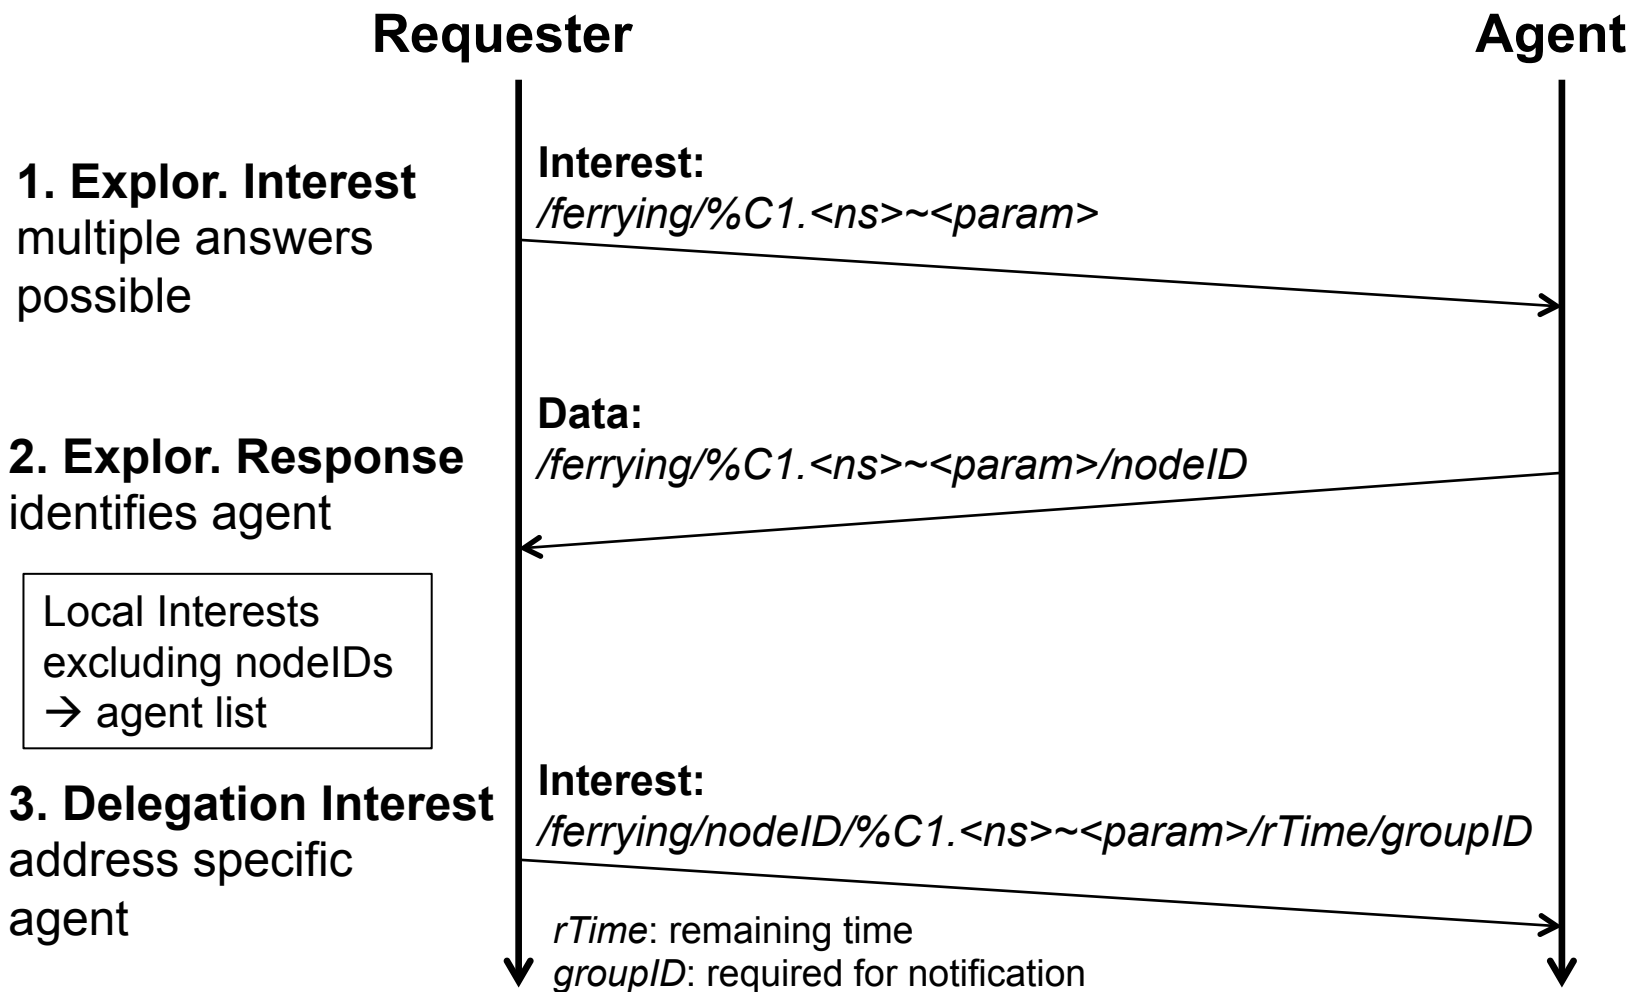 Requester
Agent
1. Explor. Interest
multiple answers
possible
Interest:
/ferrying/%C1.<ns>~<param>
2. Explor. Response
identifies agent
Data:
/ferrying/%C1.<ns>~<param>/nodeID
Local Interests
excluding nodeIDs
→ agent list
3. Delegation Interest
address specific
agent
Interest:
/ferrying/nodeID/%C1.<ns>~<param>/rTime/groupID
rTime: remaining time
groupID: required for notification